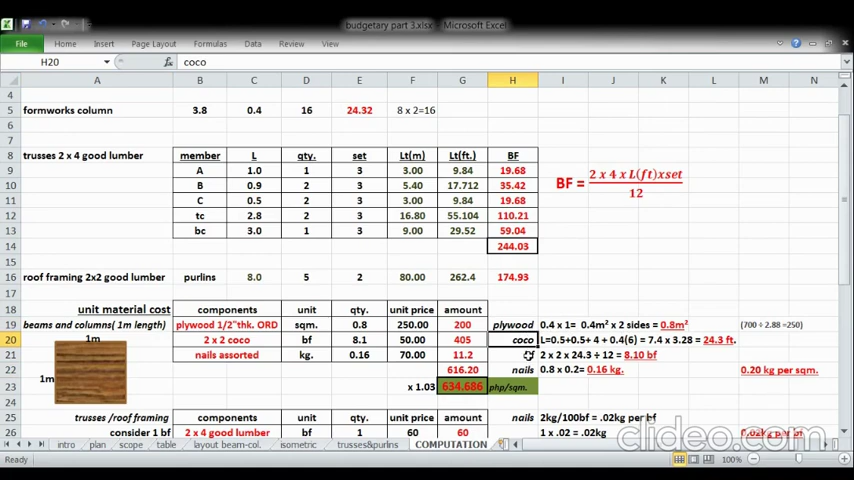 budgetary part 3.xlsx - Microsoft Excel
File Home Insert Page Layout Formulas Data Review View
H20 fx coco
A B C D E F G H I J K L M N
4
5 formworks column 3.8 0.4 16 24.32 8 x 2=16
6
7
8 trusses 2 x 4 good lumber member L qty. set Lt(m) Lt(ft.) BF
9 A 1.0 1 3 3.00 9.84 19.68 BF = 2 x 4 x L(ft)xset
10 B 0.9 2 3 5.40 17.712 35.42 12
11 C 0.5 2 3 3.00 9.84 19.68
12 tc 2.8 2 3 16.80 55.104 110.21
13 bc 3.0 1 3 9.00 29.52 59.04
14 244.03
15
16 roof framing 2x2 good lumber purlins 8.0 5 2 80.00 262.4 174.93
17
18 unit material cost components unit qty. unit price amount
19 beams and columns( 1m length) plywood 1/2"thk. ORD sqm. 0.8 250.00 200 plywood 0.4 x 1= 0.4m² x 2 sides = 0.8m² (700 ÷ 2.88 =250)
20 1m 2 x 2 coco bf 8.1 50.00 405 coco L=0.5+0.5+ 4 + 0.4(6) = 7.4 x 3.28 = 24.3 ft.
21 nails assorted kg. 0.16 70.00 11.2 2 x 2 x 24.3 ÷ 12 = 8.10 bf
22 1m 616.20 nails 0.8 x 0.2= 0.16 kg. 0.20 kg per sqm.
23 x 1.03 634.686 php/sqm.
24
25 trusses /roof framing components unit qty. unit price amount nails 2kg/100bf = .02kg per bf
26 consider 1 bf 2 x 4 good lumber bf 1 60 60 1 x .02 = .02kg 0.02kg per bf
intro plan scope table layout beam-col. isometric trusses&purlins COMPUTATION
Ready 100%
clideo.com